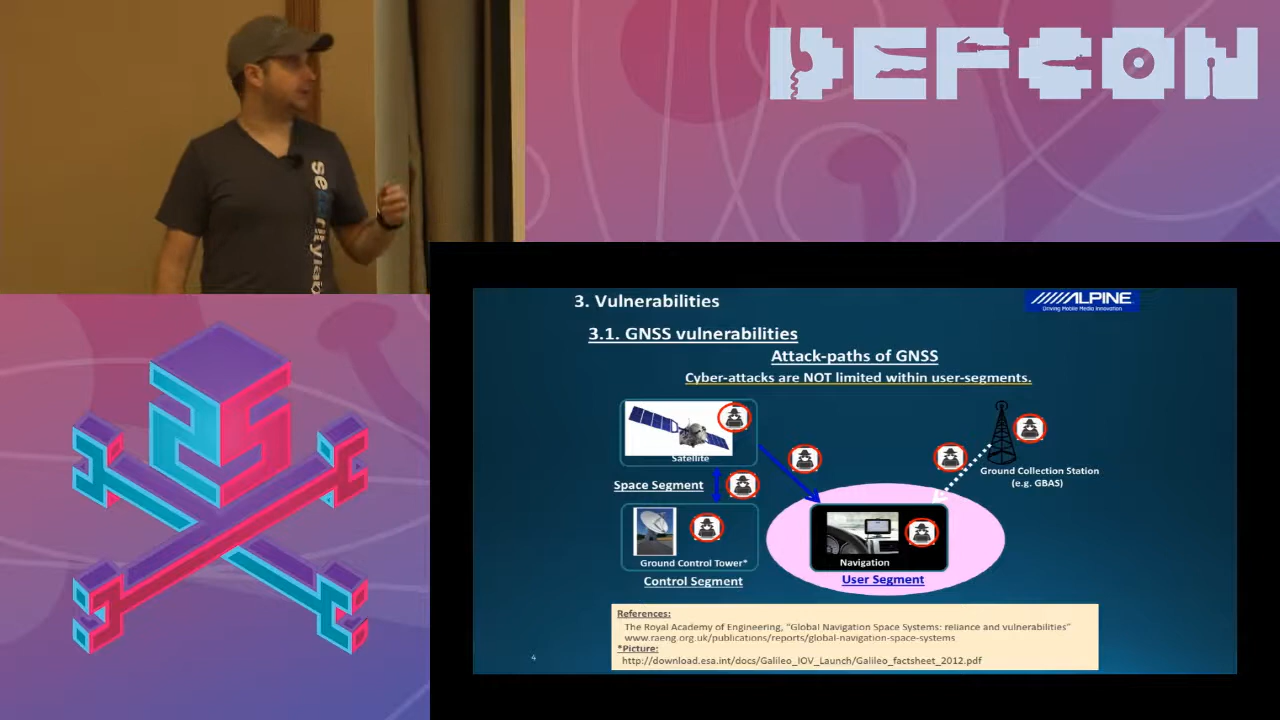 DEFCON
securitylab
3. Vulnerabilities
ALPINE
Driving Mobile Media Innovation.
3.1. GNSS vulnerabilities
Attack-paths of GNSS
Cyber-attacks are NOT limited within user-segments.
Satellite
Ground Collection Station
(e.g. GBAS)
Space Segment
Ground Control Tower*
Navigation
Control Segment
User Segment
References:
The Royal Academy of Engineering, “Global Navigation Space Systems: reliance and vulnerabilities”
www.raeng.org.uk/publications/reports/global-navigation-space-systems
*Picture:
http://download.esa.int/docs/Galileo_IOV_Launch/Galileo_factsheet_2012.pdf
4